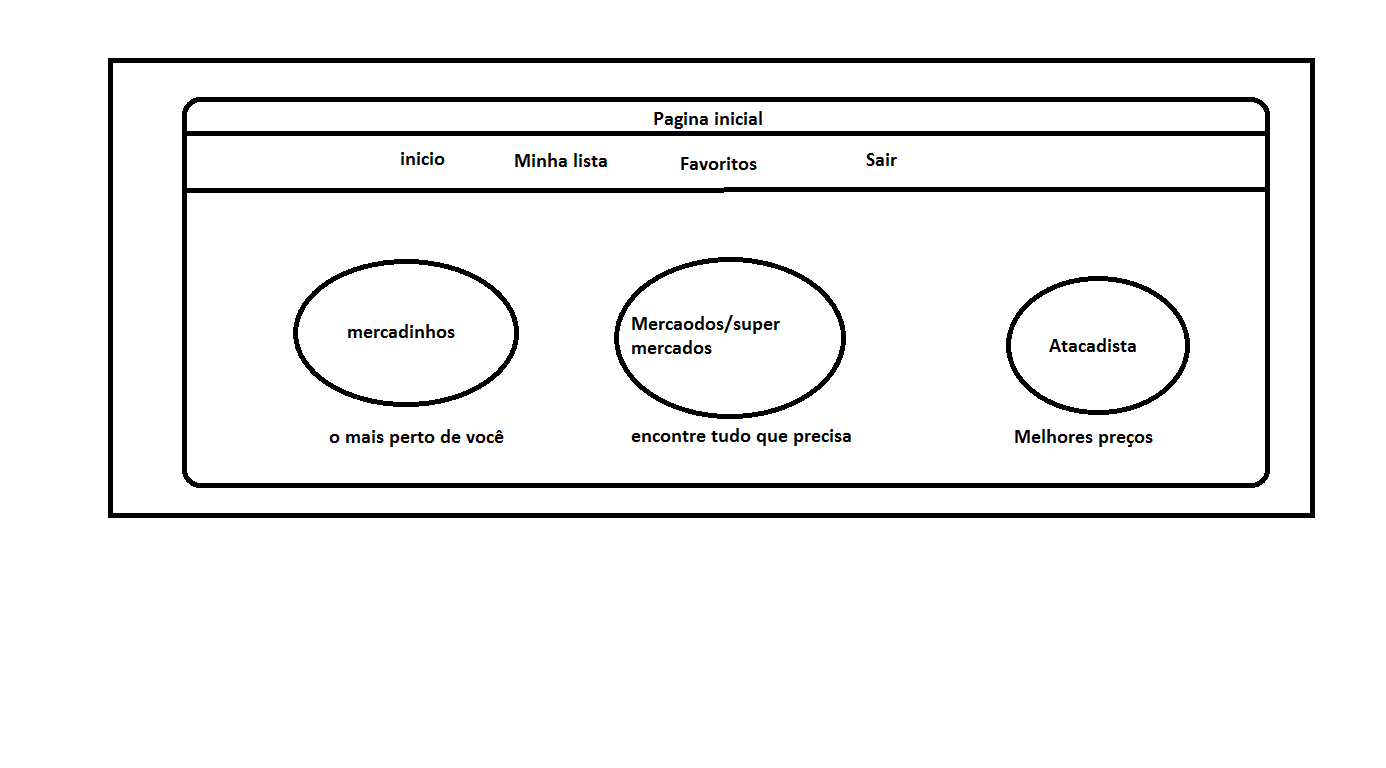 Pagina inicial
inicio Minha lista Favoritos Sair
mercadinhos
Mercaodos/super
mercados
Atacadista
o mais perto de você
encontre tudo que precisa
Melhores preços